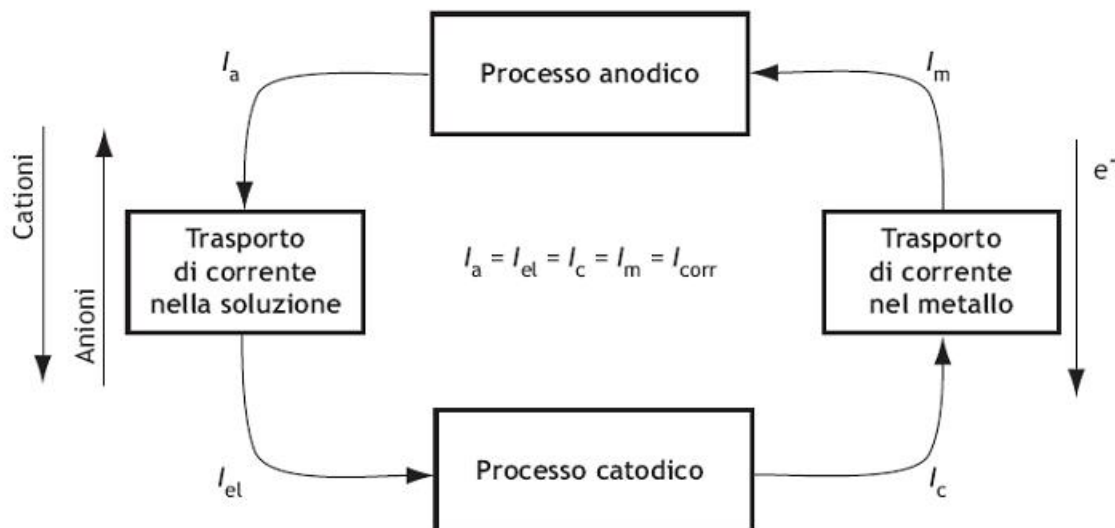 Processo anodico
I_a
I_m
Cationi
Anioni
e⁻
Trasporto
di corrente
nella soluzione
I_a = I_el = I_c = I_m = I_corr
Trasporto
di corrente
nel metallo
Processo catodico
I_el
I_c